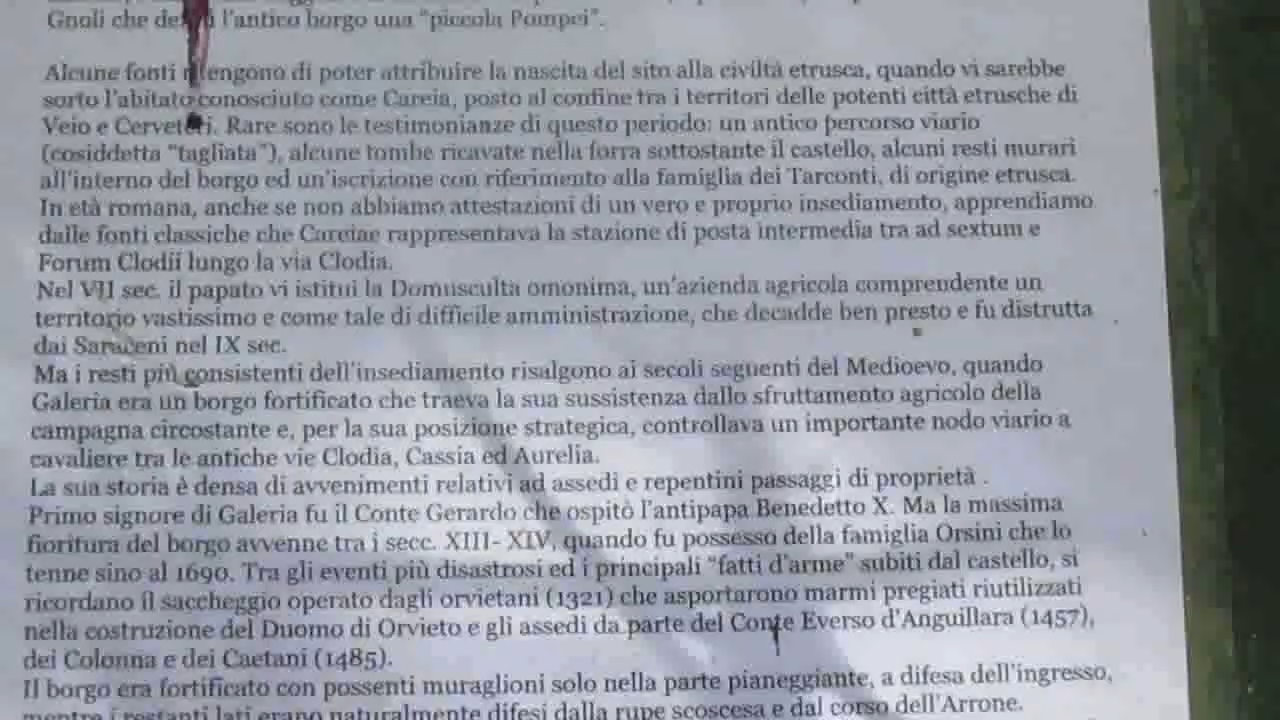 Gnoli che l'antico borgo una "piccola Pompei".
Alcune fonti ritengono di poter attribuire la nascita del sito alla civiltà etrusca, quando vi sarebbe
sorto l'abitato conosciuto come Careia, posto al confine tra i territori delle potenti città etrusche di
Veio e Cerveteri. Rare sono le testimonianze di questo periodo: un antico percorso viario
(cosiddetta "tagliata"), alcune tombe ricavate nella forra sottostante il castello, alcuni resti murari
all'interno del borgo ed un'iscrizione con riferimento alla famiglia dei Tarconti, di origine etrusca.
In età romana, anche se non abbiamo attestazioni di un vero e proprio insediamento, apprendiamo
dalle fonti classiche che Careiae rappresentava la stazione di posta intermedia tra ad sextum e
Forum Clodii lungo la via Clodia.
Nel VII sec. il papato vi istituì la Domusculta omonima, un'azienda agricola comprendente un
territorio vastissimo e come tale di difficile amministrazione, che decadde ben presto e fu distrutta
dai Saraceni nel IX sec.
Ma i resti più consistenti dell'insediamento risalgono ai secoli seguenti del Medioevo, quando
Galeria era un borgo fortificato che traeva la sua sussistenza dallo sfruttamento agricolo della
campagna circostante e, per la sua posizione strategica, controllava un importante nodo viario a
cavaliere tra le antiche vie Clodia, Cassia ed Aurelia.
La sua storia è densa di avvenimenti relativi ad assedi e repentini passaggi di proprietà .
Primo signore di Galeria fu il Conte Gerardo che ospitò l'antipapa Benedetto X. Ma la massima
fioritura del borgo avvenne tra i secc. XIII- XIV, quando fu possesso della famiglia Orsini che lo
tenne sino al 1690. Tra gli eventi più disastrosi ed i principali "fatti d'arme" subiti dal castello, si
ricordano il saccheggio operato dagli orvietani (1321) che asportarono marmi pregiati riutilizzati
nella costruzione del Duomo di Orvieto e gli assedi da parte del Conte Everso d'Anguillara (1457),
dei Colonna e dei Caetani (1485).
Il borgo era fortificato con possenti muraglioni solo nella parte pianeggiante, a difesa dell'ingresso,
mentre i restanti lati erano naturalmente difesi dalla rupe scoscesa e dal corso dell'Arrone.